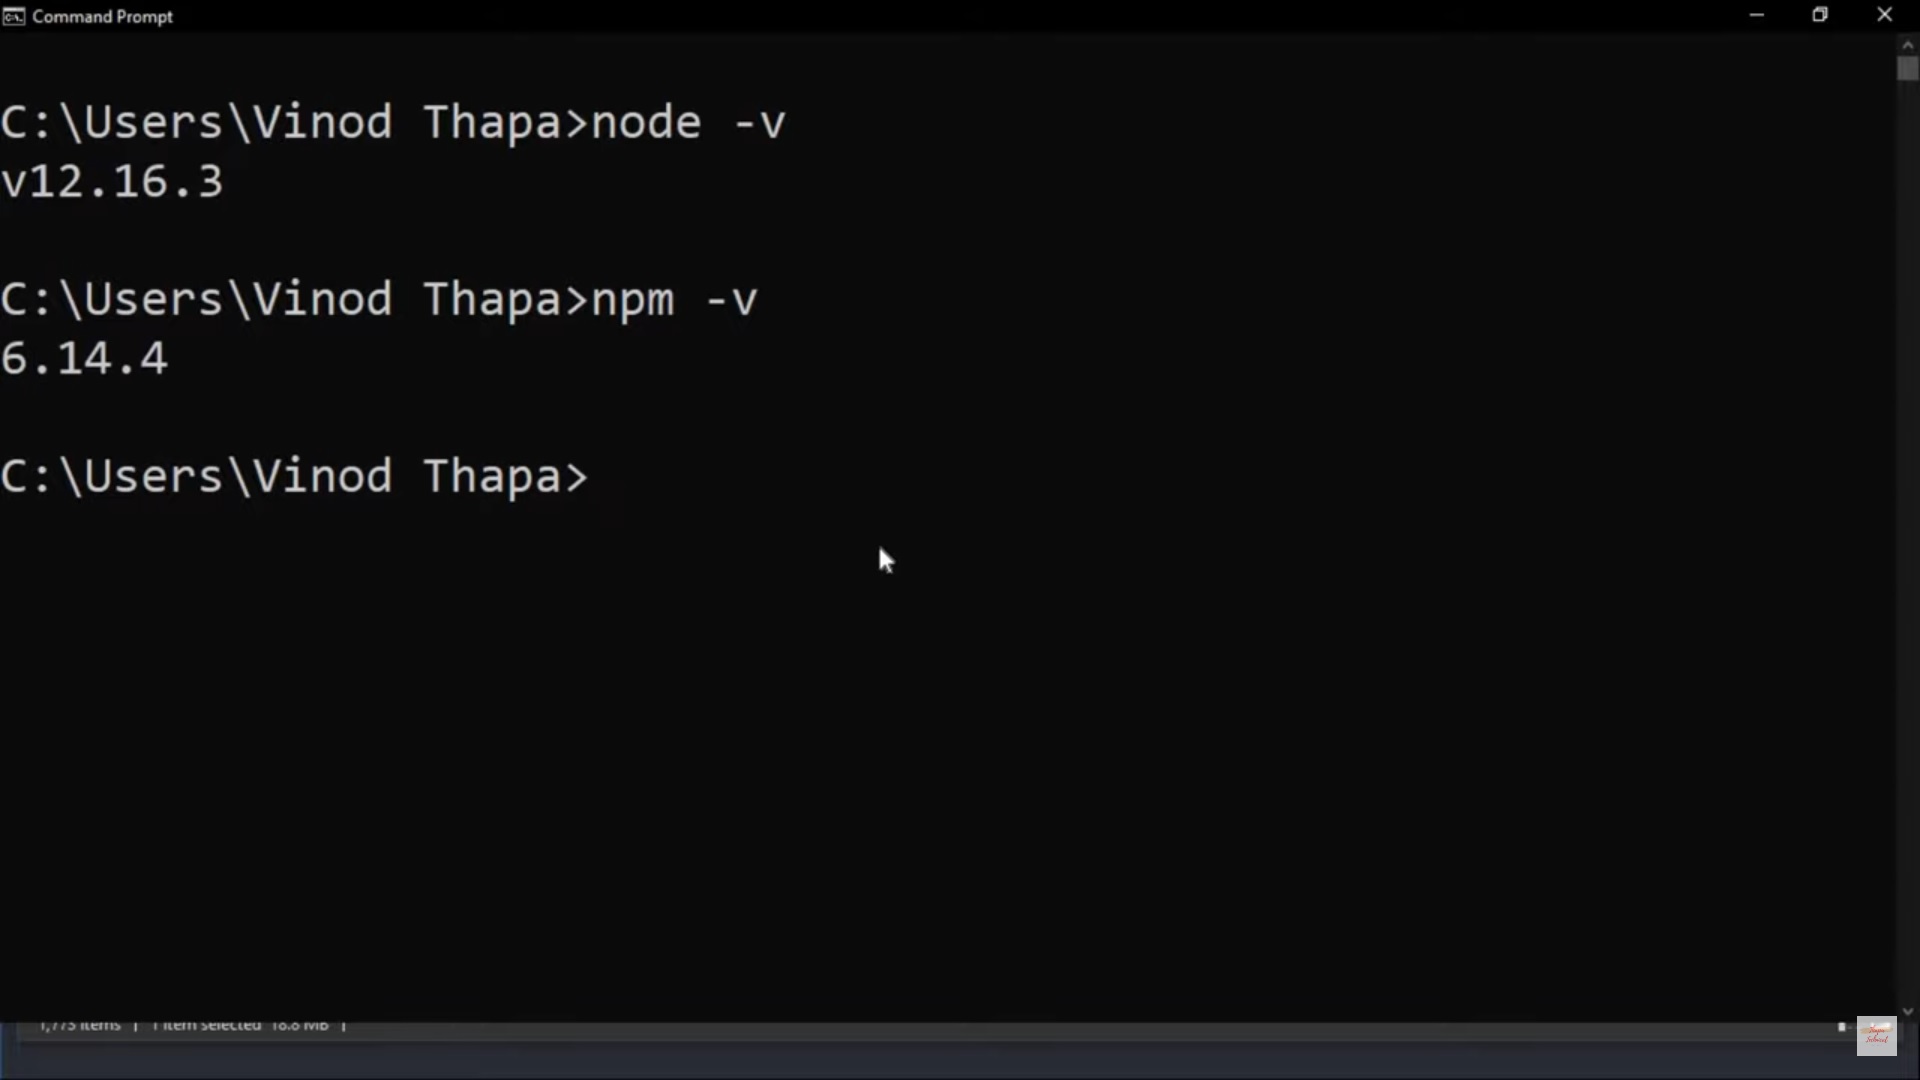 Command Prompt
C:\Users\Vinod Thapa>node -v
v12.16.3
C:\Users\Vinod Thapa>npm -v
6.14.4
C:\Users\Vinod Thapa>
1,773 items | 1 item selected 18.8 MB |